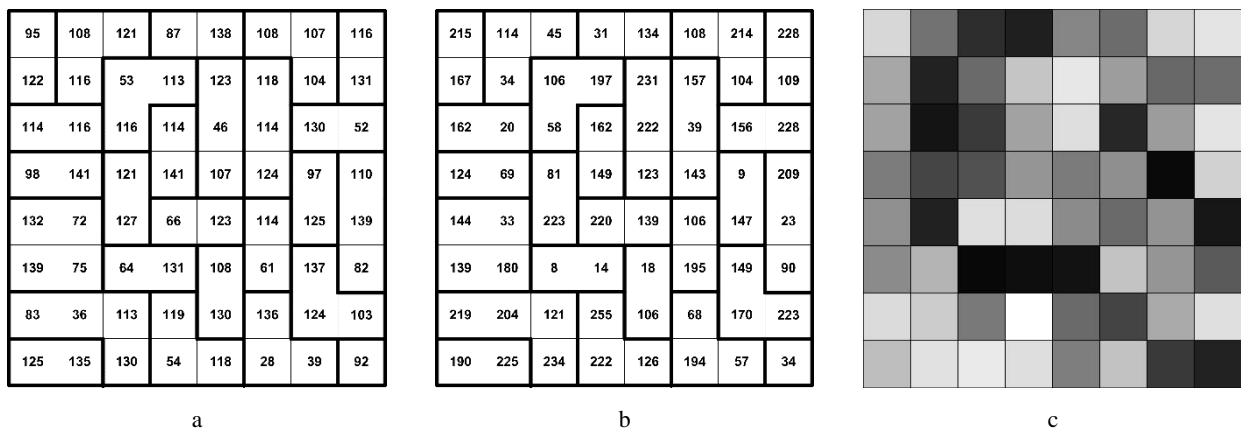 95 108 121 87 138 108 107 116 215 114 45 31 134 108 214 228
122 116 53 113 123 118 104 131 167 34 106 197 231 157 104 109
114 116 116 114 46 114 130 52 162 20 58 162 222 39 156 228
98 141 121 141 107 124 97 110 124 69 81 149 123 143 9 209
132 72 127 66 123 114 125 139 144 33 223 220 139 106 147 23
139 75 64 131 108 61 137 82 139 180 8 14 18 195 149 90
83 36 113 119 130 136 124 103 219 204 121 255 106 68 170 223
125 135 130 54 118 28 39 92 190 225 234 222 126 194 57 34
a b c